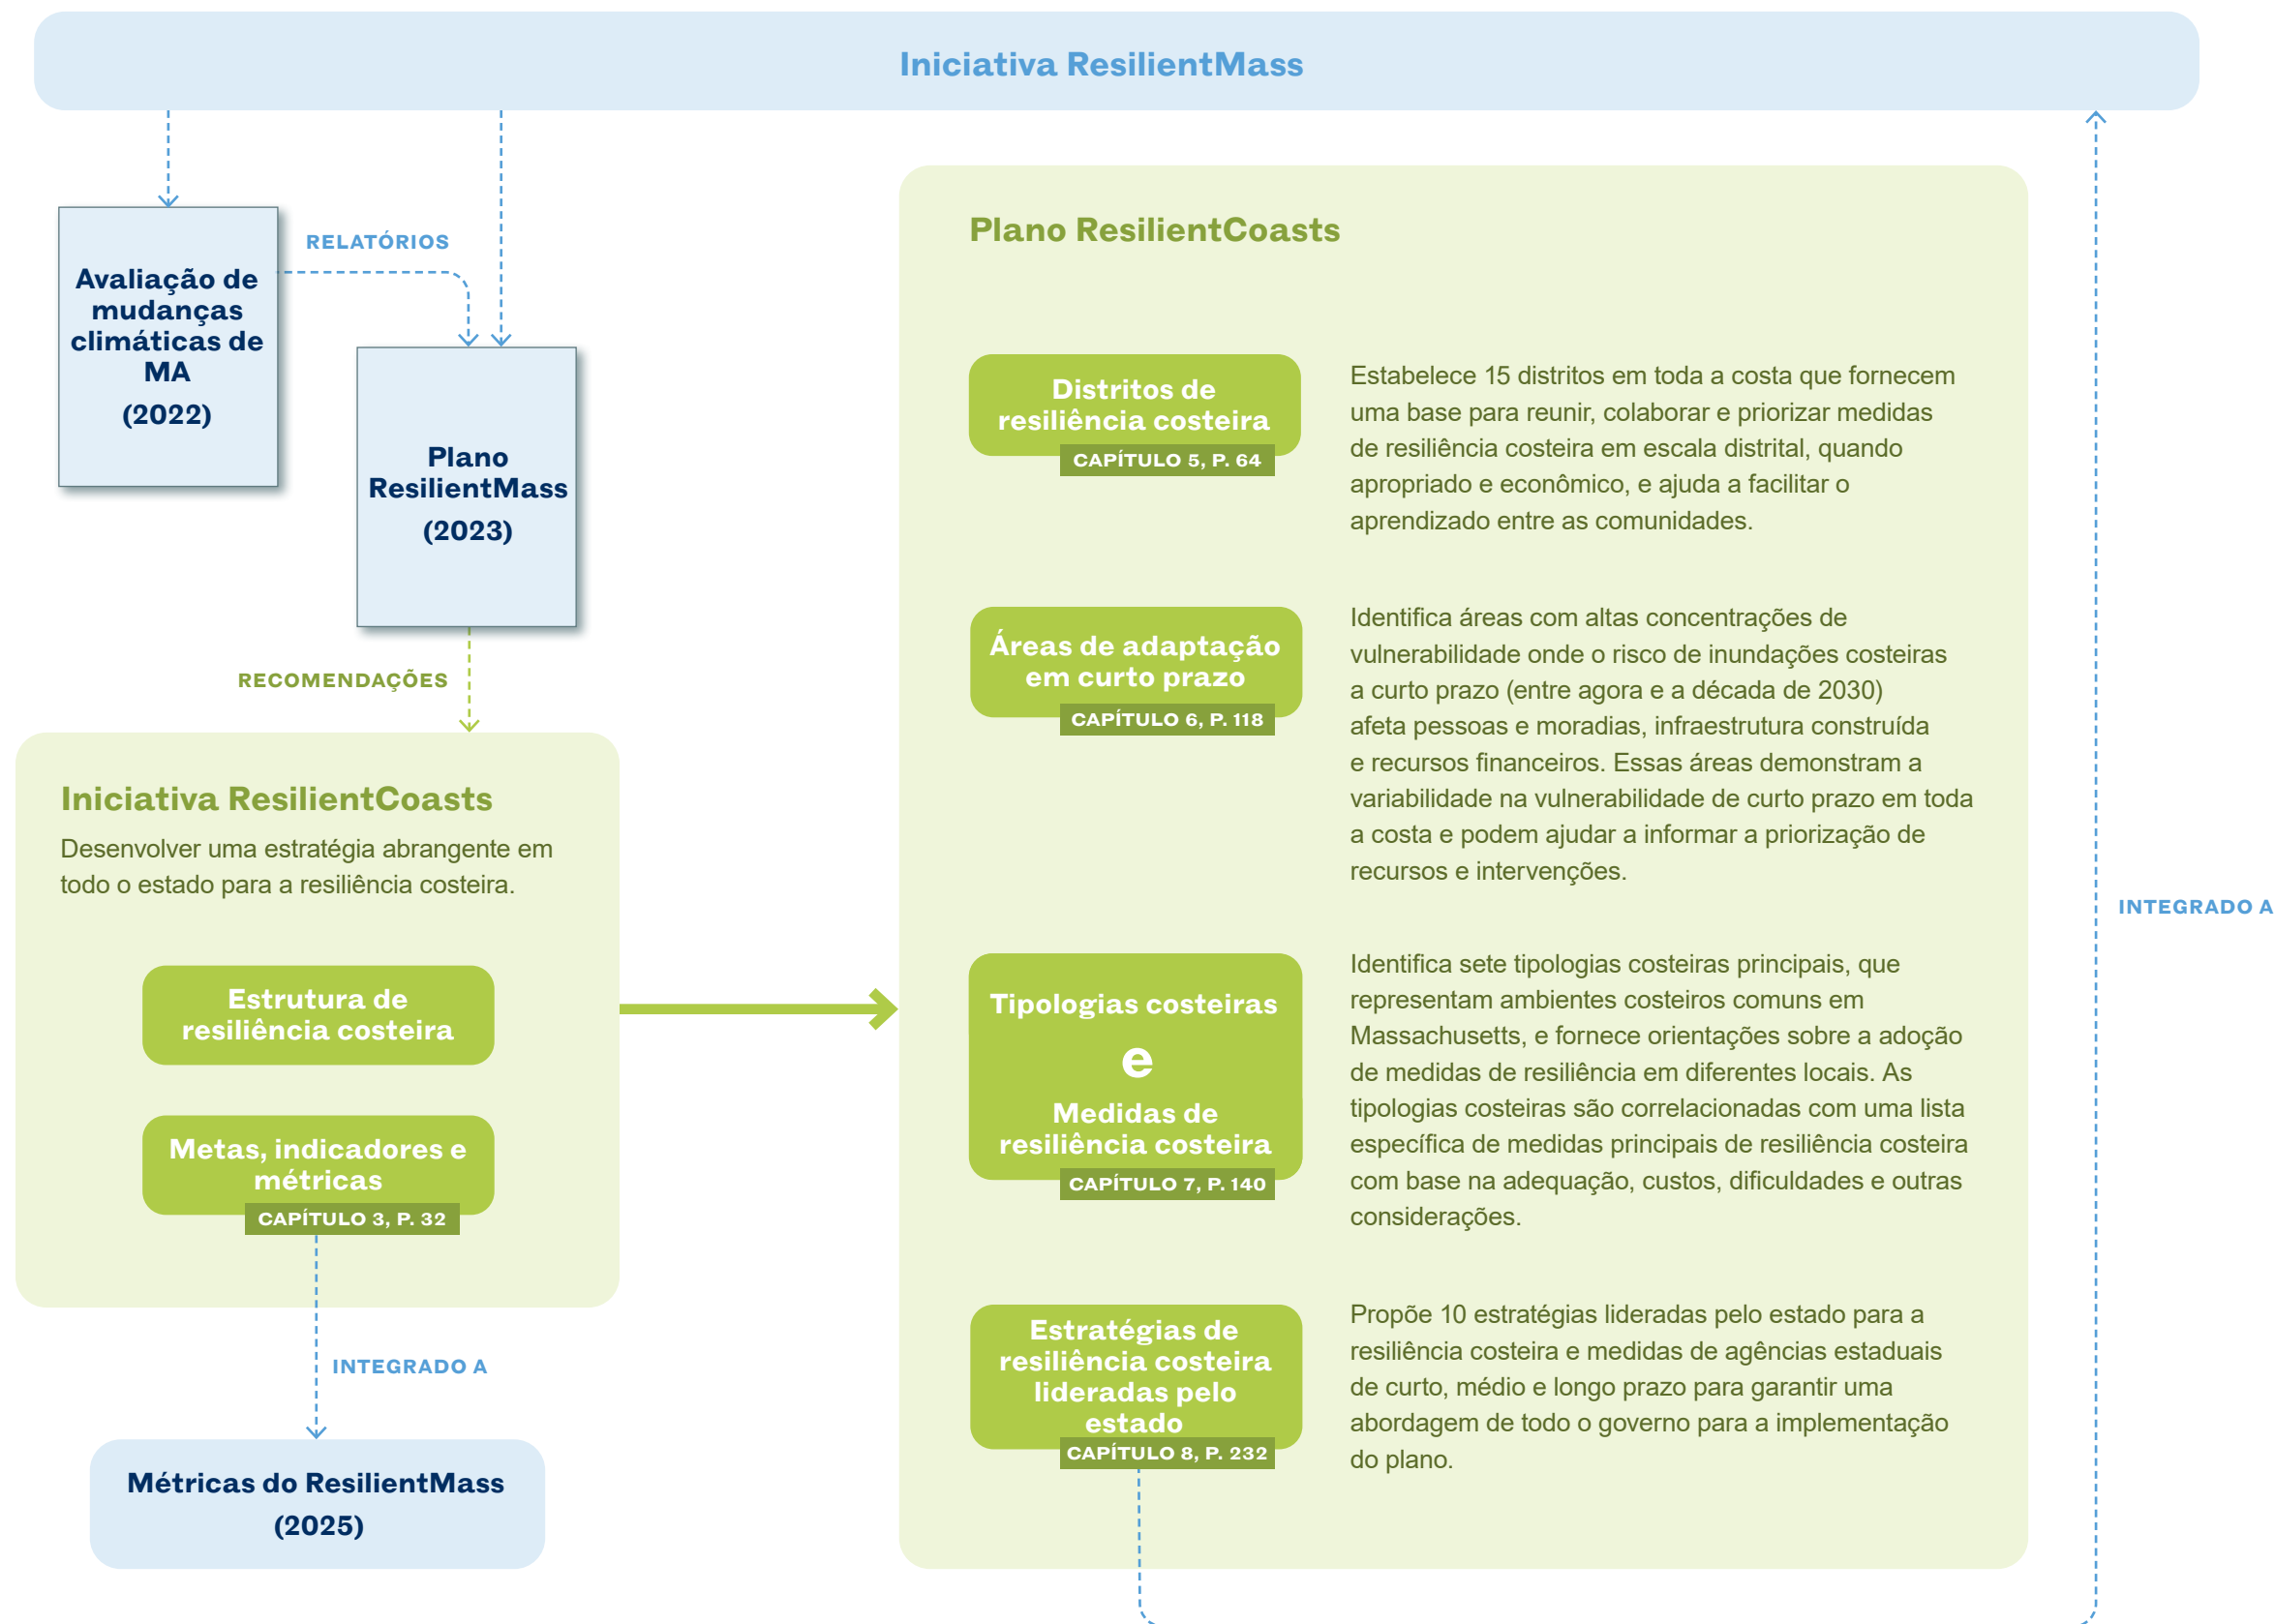 Iniciativa ResilientMass
Avaliação de
mudanças
climáticas de
MA
(2022)
RELATÓRIOS
Plano
ResilientMass
(2023)
RECOMENDAÇÕES
Iniciativa ResilientCoasts
Desenvolver uma estratégia abrangente em
todo o estado para a resiliência costeira.
Estrutura de
resiliência costeira
Metas, indicadores e
métricas
CAPÍTULO 3, P. 32
INTEGRADO A
Métricas do ResilientMass
(2025)
Plano ResilientCoasts
Distritos de
resiliência costeira
CAPÍTULO 5, P. 64
Estabelece 15 distritos em toda a costa que fornecem
uma base para reunir, colaborar e priorizar medidas
de resiliência costeira em escala distrital, quando
apropriado e econômico, e ajuda a facilitar o
aprendizado entre as comunidades.
Áreas de adaptação
em curto prazo
CAPÍTULO 6, P. 118
Identifica áreas com altas concentrações de
vulnerabilidade onde o risco de inundações costeiras
a curto prazo (entre agora e a década de 2030)
afeta pessoas e moradias, infraestrutura construída
e recursos financeiros. Essas áreas demonstram a
variabilidade na vulnerabilidade de curto prazo em toda
a costa e podem ajudar a informar a priorização de
recursos e intervenções.
Tipologias costeiras
e
Medidas de
resiliência costeira
CAPÍTULO 7, P. 140
Identifica sete tipologias costeiras principais, que
representam ambientes costeiros comuns em
Massachusetts, e fornece orientações sobre a adoção
de medidas de resiliência em diferentes locais. As
tipologias costeiras são correlacionadas com uma lista
específica de medidas principais de resiliência costeira
com base na adequação, custos, dificuldades e outras
considerações.
Estratégias de
resiliência costeira
lideradas pelo
estado
CAPÍTULO 8, P. 232
Propõe 10 estratégias lideradas pelo estado para a
resiliência costeira e medidas de agências estaduais
de curto, médio e longo prazo para garantir uma
abordagem de todo o governo para a implementação
do plano.
INTEGRADO A